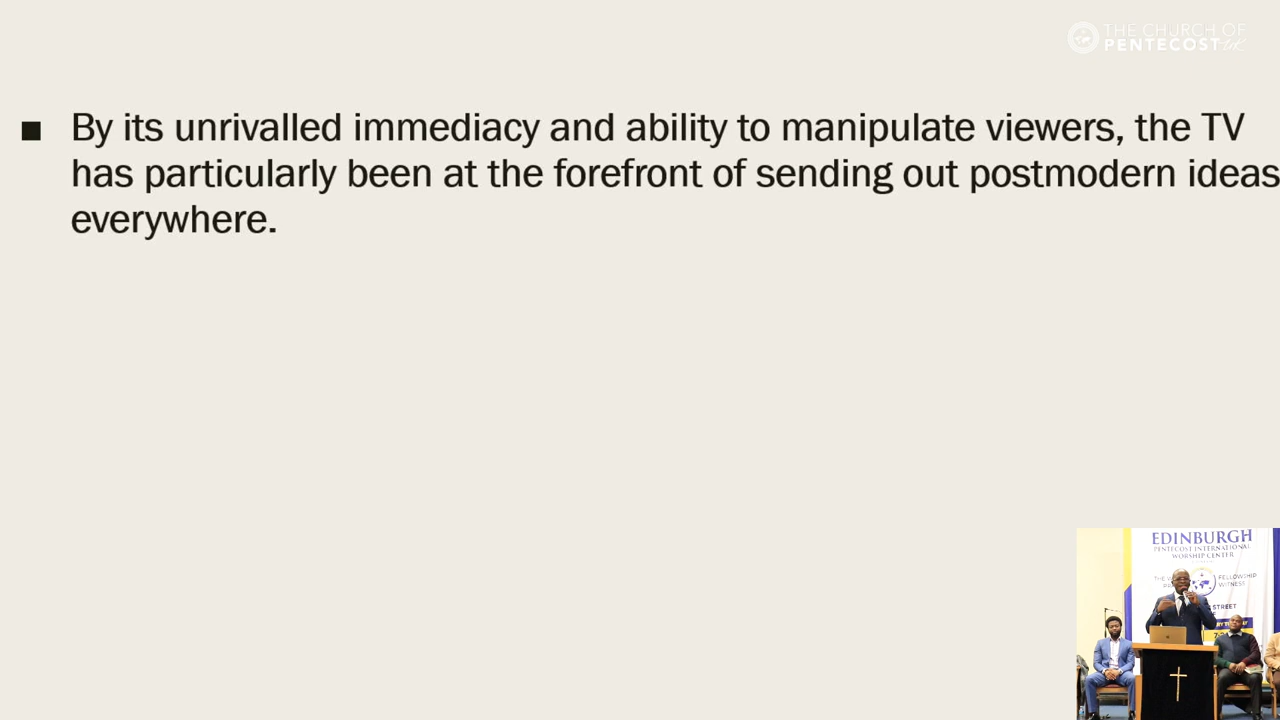 THE CHURCH OF
PENTECOST
■ By its unrivalled immediacy and ability to manipulate viewers, the TV
has particularly been at the forefront of sending out postmodern ideas
everywhere.
EDINBURGH
PENTECOST INTERNATIONAL
WORSHIP CENTER
FELLOWSHIP
WITNESS
STREET